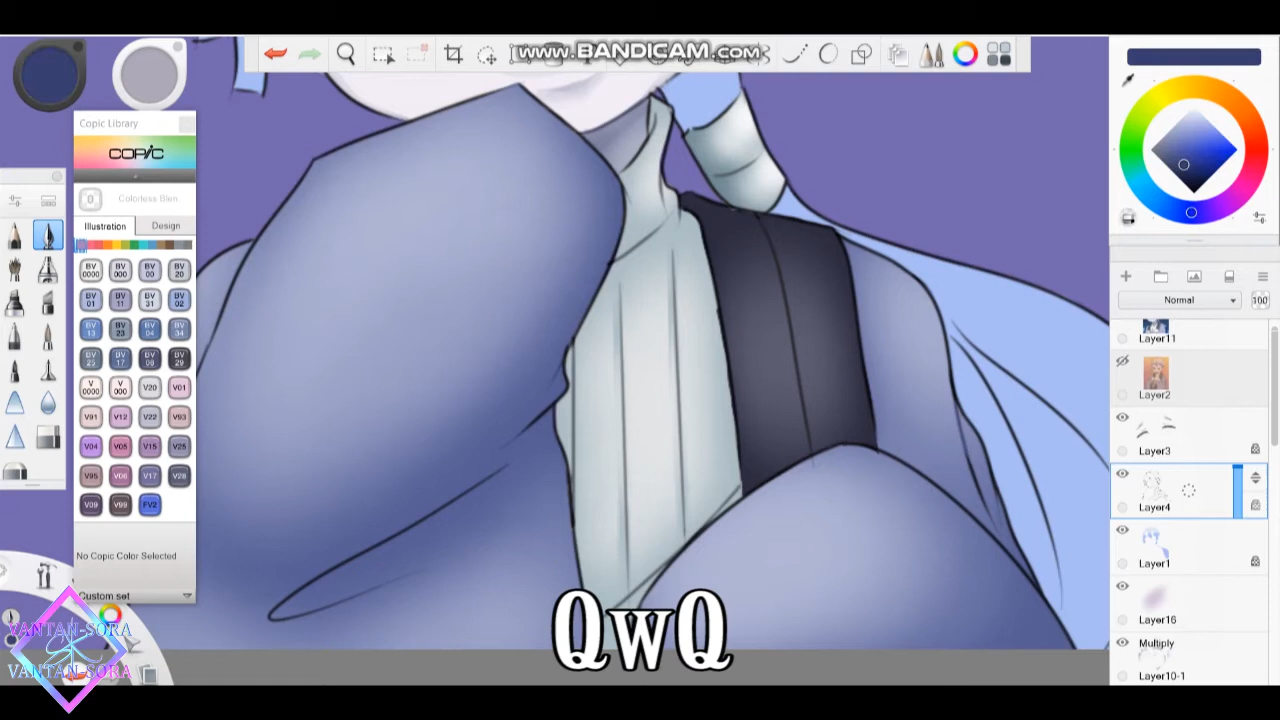 www.BANDICAM.com
Copic Library
COPIC
0 Colorless Blen
Illustration Design
BV 0000 BV 000 BV 00 BV 20
BV 01 BV 11 BV 31 BV 02
BV 13 BV 23 BV 04 BV 34
BV 25 BV 17 BV 08 BV 29
V 0000 V 000 V20 V01
V91 V12 V22 V93
V04 V05 V15 V25
V95 V06 V17 V28
V09 V99 FV2
No Copic Color Selected
Custom set
Normal 100
Layer11
Layer2
Layer3
Layer4
Layer1
Layer16
Multiply
Layer10-1
QwQ
VANTAN-SORA
VANTAN-SORA